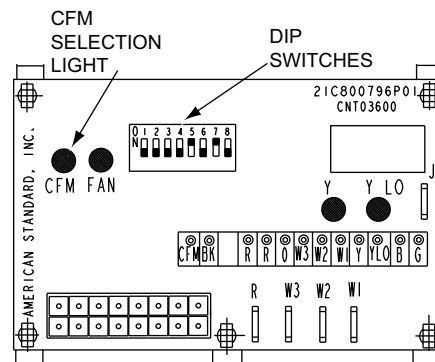 CFM
SELECTION
LIGHT
DIP
SWITCHES
21C800796P01
CNT03600
O
N
1 2 3 4 5 6 7 8
CFM FAN
AMERICAN STANDARD, INC.
J
Y Y LO
CFM BK R R O W3 W2 W1 Y YLO B G
R W3 W2 W1